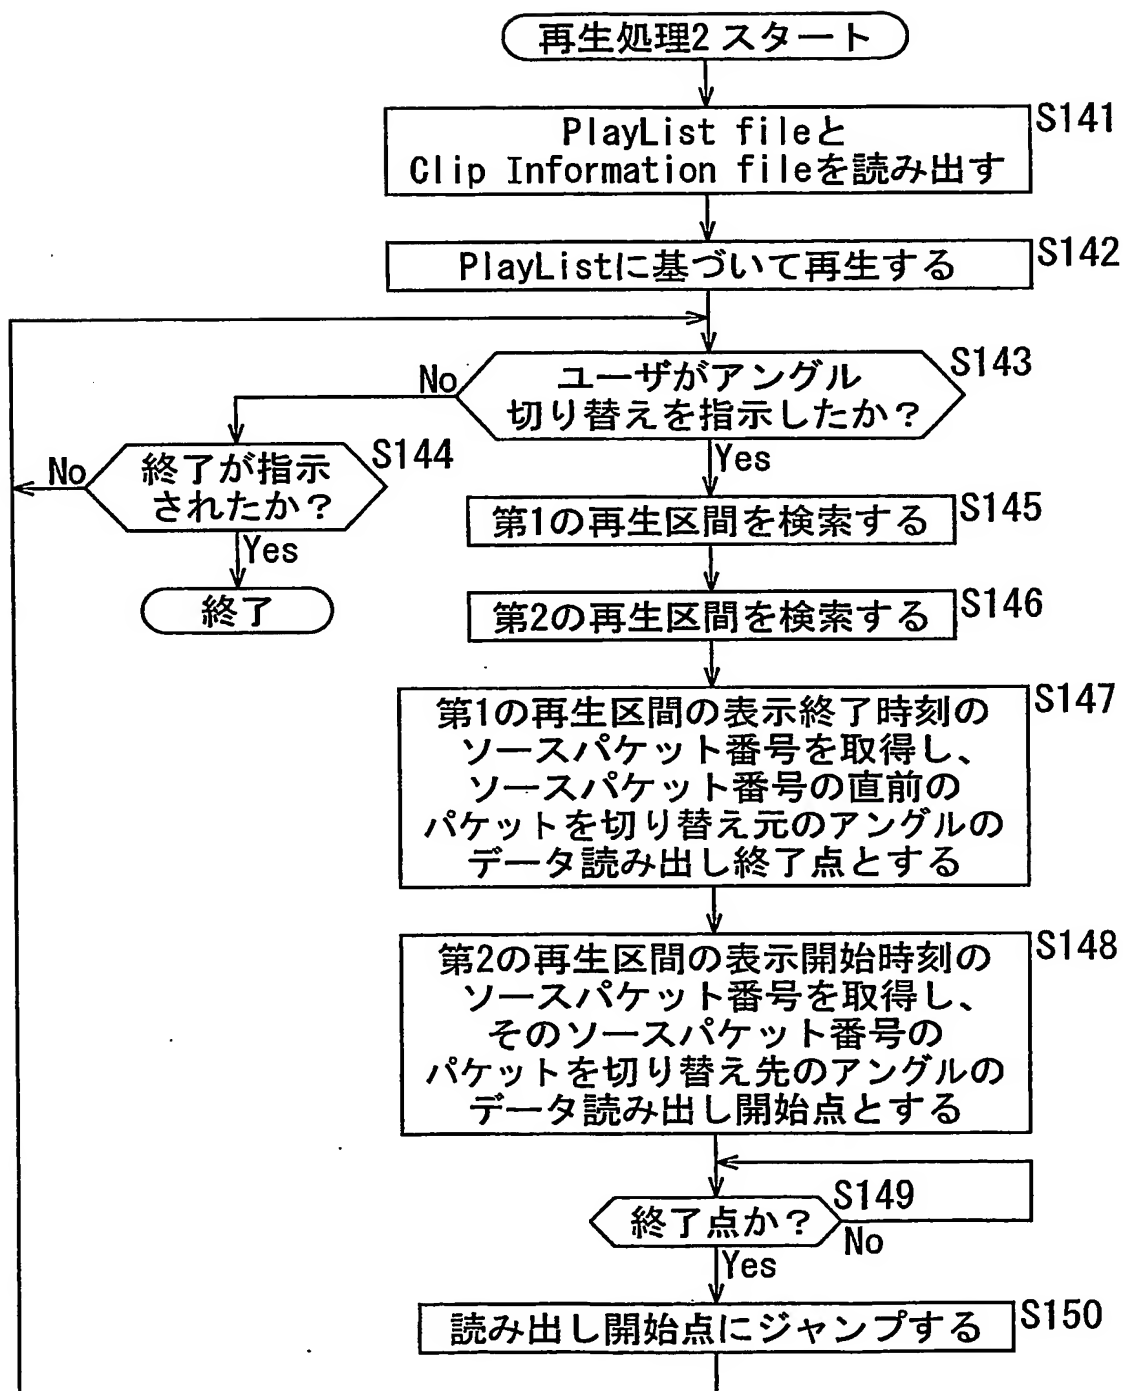 再生処理2 スタート
S141
PlayList fileと
Clip Information fileを読み出す
S142
PlayListに基づいて再生する
S143
ユーザがアングル
切り替えを指示したか？
No
Yes
S144
終了が指示
されたか？
No
Yes
終了
S145
第1の再生区間を検索する
S146
第2の再生区間を検索する
S147
第1の再生区間の表示終了時刻の
ソースパケット番号を取得し、
ソースパケット番号の直前の
パケットを切り替え元のアングルの
データ読み出し終了点とする
S148
第2の再生区間の表示開始時刻の
ソースパケット番号を取得し、
そのソースパケット番号の
パケットを切り替え先のアングルの
データ読み出し開始点とする
S149
終了点か？
No
Yes
S150
読み出し開始点にジャンプする